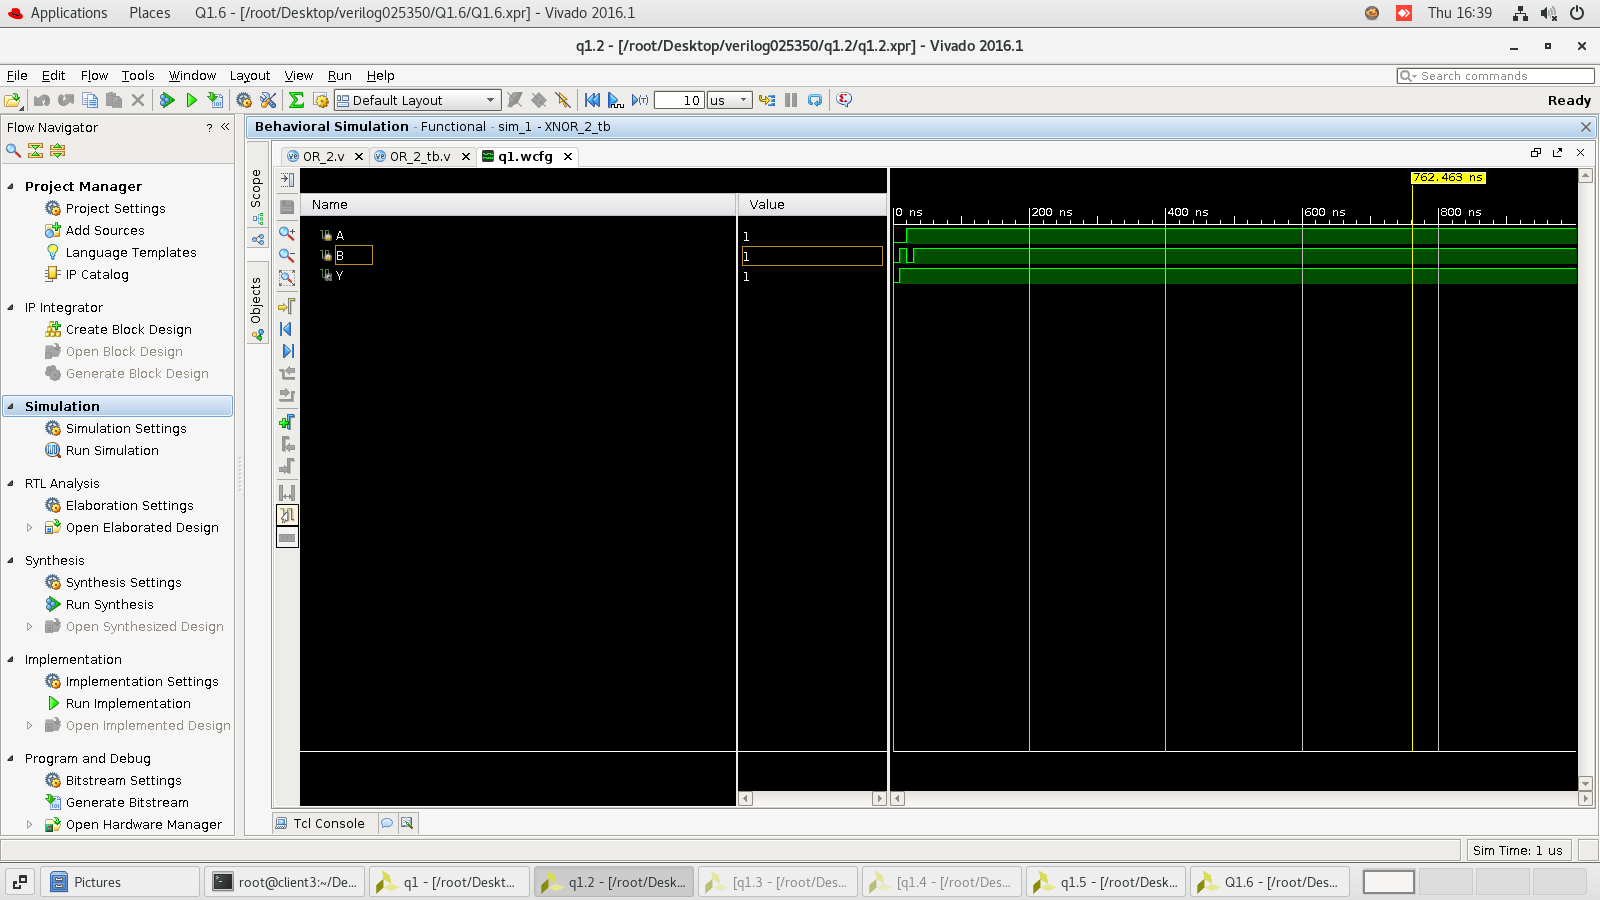 Applications Places Q1.6 - [/root/Desktop/verilog025350/Q1.6/Q1.6.xpr] - Vivado 2016.1 Thu 16:39
q1.2 - [/root/Desktop/verilog025350/q1.2/q1.2.xpr] - Vivado 2016.1
File Edit Flow Tools Window Layout View Run Help Search commands
Default Layout 10 us Ready
Flow Navigator ? «
Behavioral Simulation - Functional - sim_1 - XNOR_2_tb
OR_2.v OR_2_tb.v q1.wcfg
Scope
Objects
Project Manager
Project Settings
Add Sources
Language Templates
IP Catalog
IP Integrator
Create Block Design
Open Block Design
Generate Block Design
Simulation
Simulation Settings
Run Simulation
RTL Analysis
Elaboration Settings
Open Elaborated Design
Synthesis
Synthesis Settings
Run Synthesis
Open Synthesized Design
Implementation
Implementation Settings
Run Implementation
Open Implemented Design
Program and Debug
Bitstream Settings
Generate Bitstream
Open Hardware Manager
Name Value
A 1
B 1
Y 1
762.463 ns
0 ns 200 ns 400 ns 600 ns 800 ns
Tcl Console
Sim Time: 1 us
Pictures root@client3:~/De... q1 - [/root/Deskt... q1.2 - [/root/Desk... [q1.3 - [/root/Des... [q1.4 - [/root/Des... q1.5 - [/root/Desk... Q1.6 - [/root/Des...